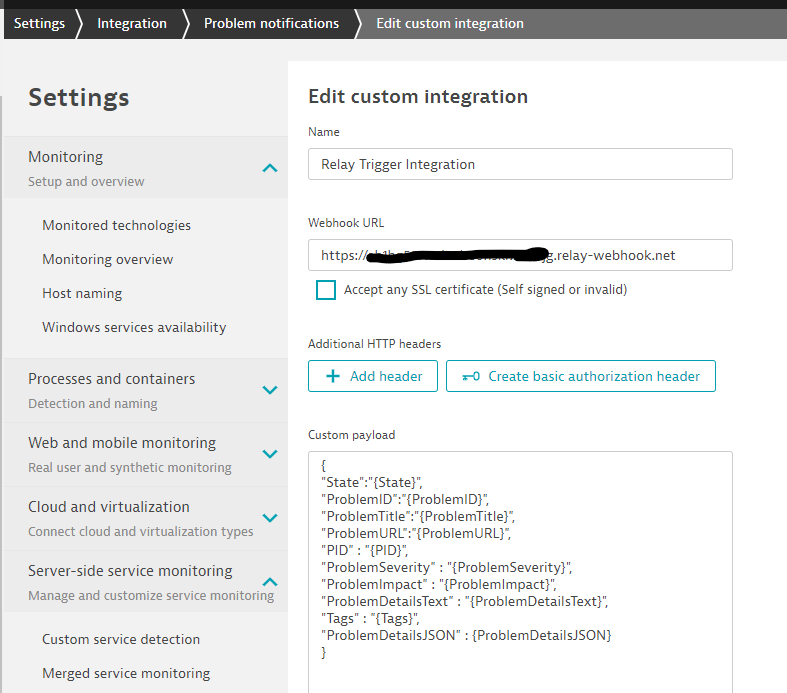 Settings
Integration
Problem notifications
Edit custom integration
Settings
Monitoring
Setup and overview
Monitored technologies
Monitoring overview
Host naming
Windows services availability
Processes and containers
Detection and naming
Web and mobile monitoring
Real user and synthetic monitoring
Cloud and virtualization
Connect cloud and virtualization types
Server-side service monitoring
Manage and customize service monitoring
Custom service detection
Merged service monitoring
Edit custom integration
Name
Relay Trigger Integration
Webhook URL
https:// .relay-webhook.net
Accept any SSL certificate (Self signed or invalid)
Additional HTTP headers
Add header
Create basic authorization header
Custom payload
{
"State":"{State}",
"ProblemID":"{ProblemID}",
"ProblemTitle":"{ProblemTitle}",
"ProblemURL":"{ProblemURL}",
"PID" : "{PID}",
"ProblemSeverity" : "{ProblemSeverity}",
"ProblemImpact" : "{ProblemImpact}",
"ProblemDetailsText" : "{ProblemDetailsText}",
"Tags" : "{Tags}",
"ProblemDetailsJSON" : {ProblemDetailsJSON}
}